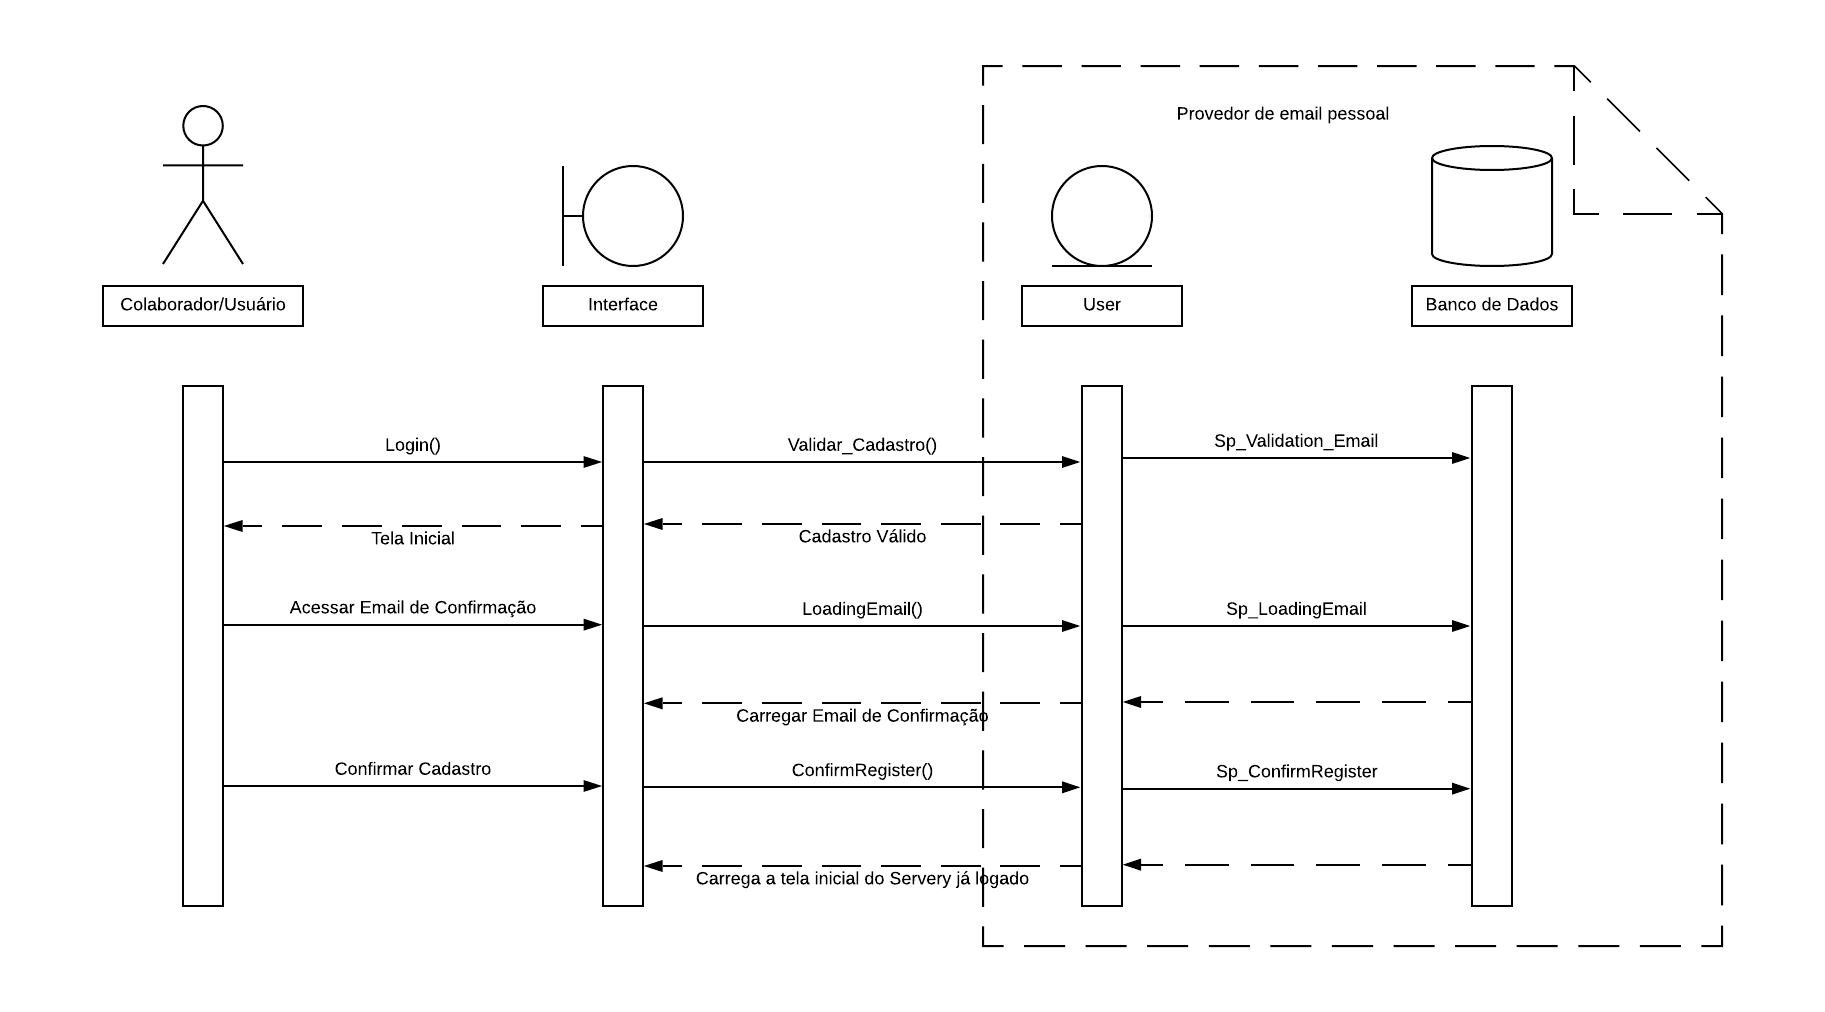 Provedor de email pessoal
Colaborador/Usuário
Interface
User
Banco de Dados
Login()
Validar_Cadastro()
Sp_Validation_Email
Tela Inicial
Cadastro Válido
Acessar Email de Confirmação
LoadingEmail()
Sp_LoadingEmail
Carregar Email de Confirmação
Confirmar Cadastro
ConfirmRegister()
Sp_ConfirmRegister
Carrega a tela inicial do Servery já logado